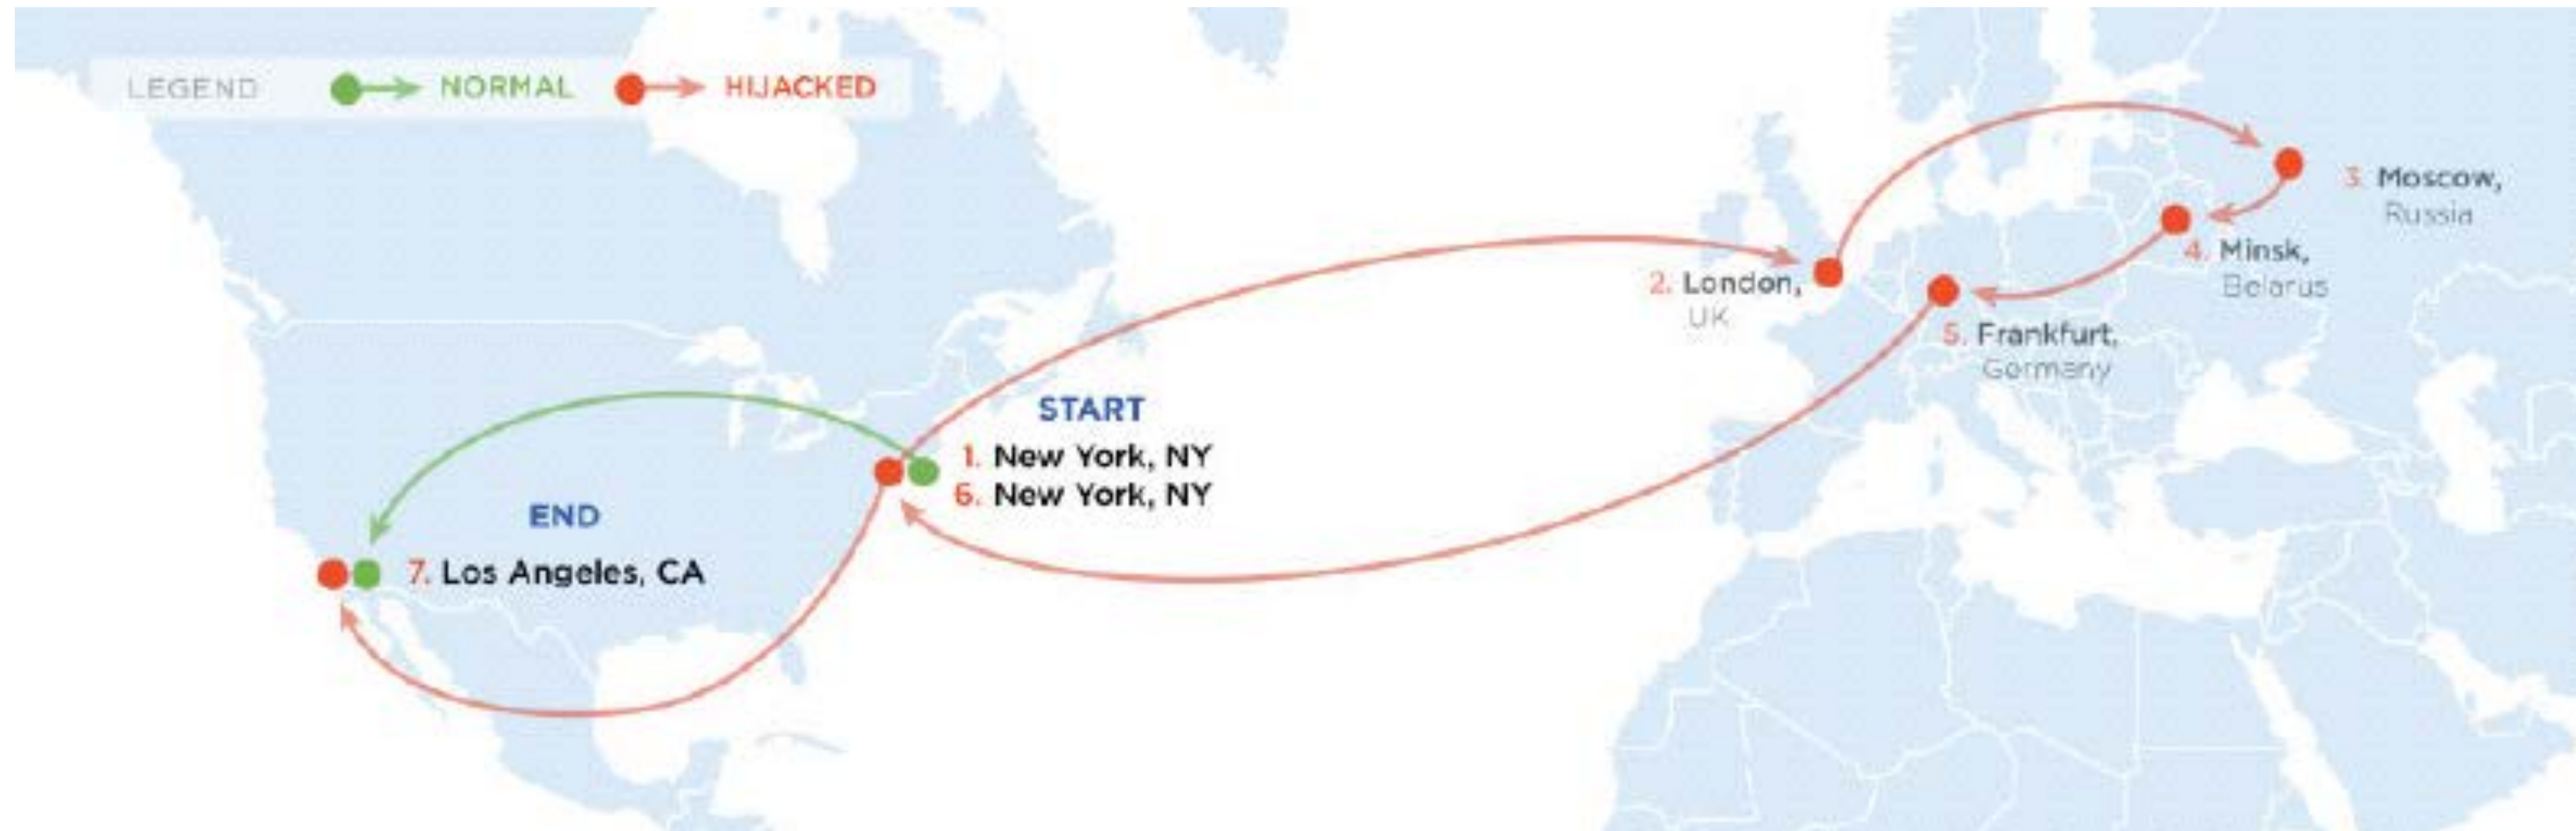 LEGEND NORMAL HIJACKED
START
1. New York, NY
6. New York, NY
END
7. Los Angeles, CA
2. London,
UK
3. Moscow,
Russia
4. Minsk,
Belarus
5. Frankfurt,
Germany